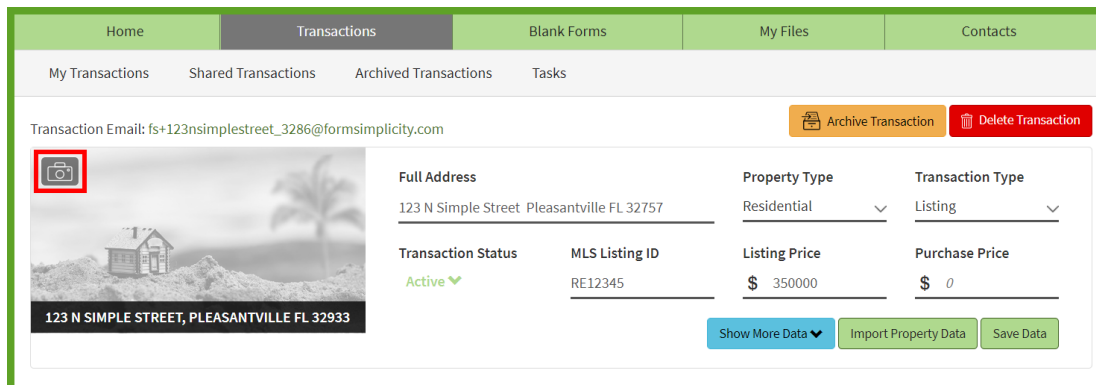 Home Transactions Blank Forms My Files Contacts
My Transactions Shared Transactions Archived Transactions Tasks
Transaction Email: fs+123nsimplestreet_3286@formsimplicity.com
Archive Transaction Delete Transaction
Full Address Property Type Transaction Type
123 N Simple Street Pleasantville FL 32757 Residential Listing
Transaction Status MLS Listing ID Listing Price Purchase Price
Active RE12345 $ 350000 $ 0
123 N SIMPLE STREET, PLEASANTVILLE FL 32933
Show More Data Import Property Data Save Data